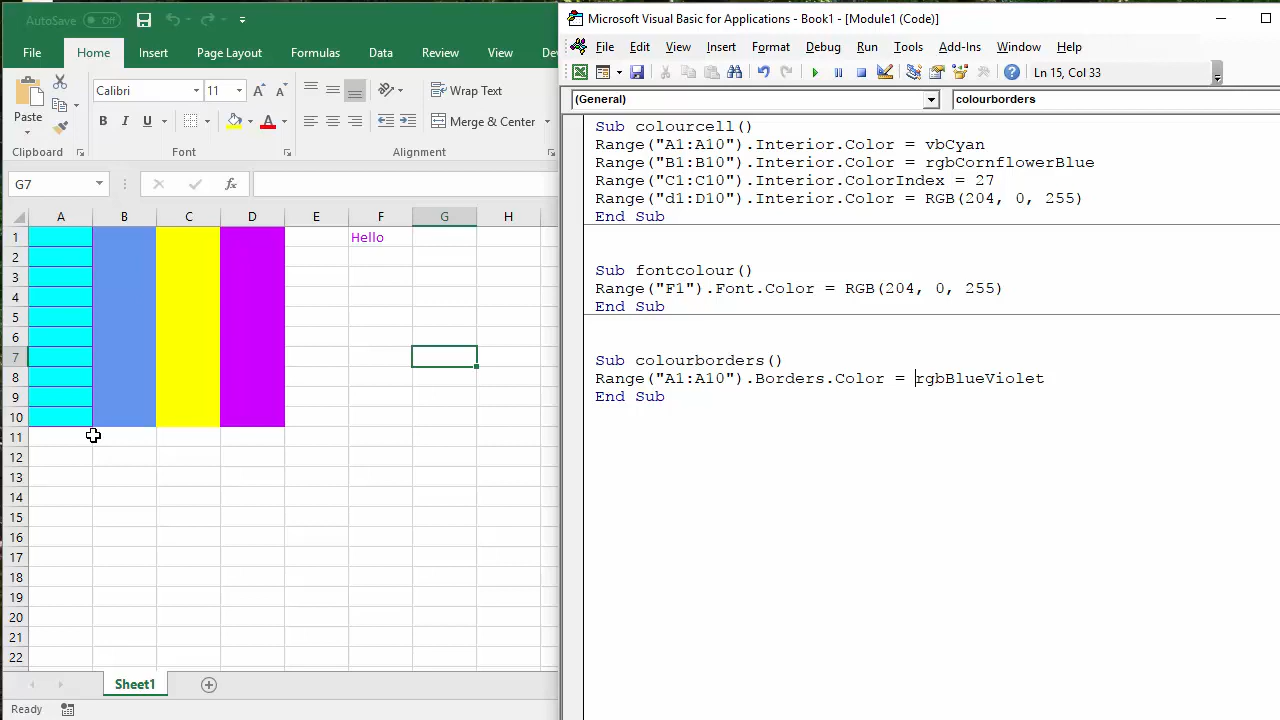 AutoSave Off
File Home Insert Page Layout Formulas Data Review View De
Paste
Calibri 11
B I U A
Wrap Text
Merge & Center
Clipboard Font Alignment
G7 fx
A B C D E F G H
1 Hello
2
3
4
5
6
7
8
9
10
11
12
13
14
15
16
17
18
19
20
21
22
Sheet1
Ready
Microsoft Visual Basic for Applications - Book1 - [Module1 (Code)]
File Edit View Insert Format Debug Run Tools Add-Ins Window Help
Ln 15, Col 33
(General) colourborders
Sub colourcell()
Range("A1:A10").Interior.Color = vbCyan
Range("B1:B10").Interior.Color = rgbCornflowerBlue
Range("C1:C10").Interior.ColorIndex = 27
Range("d1:D10").Interior.Color = RGB(204, 0, 255)
End Sub
Sub fontcolour()
Range("F1").Font.Color = RGB(204, 0, 255)
End Sub
Sub colourborders()
Range("A1:A10").Borders.Color = rgbBlueViolet
End Sub